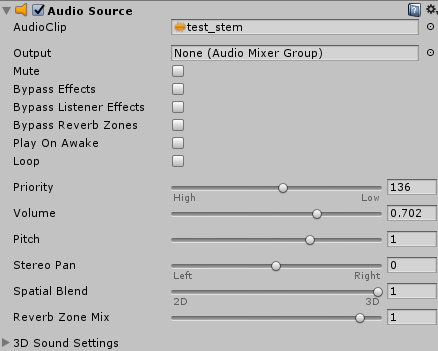 Audio Source
AudioClip test_stem
Output None (Audio Mixer Group)
Mute
Bypass Effects
Bypass Listener Effects
Bypass Reverb Zones
Play On Awake
Loop
Priority 136
High Low
Volume 0.702
Pitch 1
Stereo Pan 0
Left Right
Spatial Blend 1
2D 3D
Reverb Zone Mix 1
3D Sound Settings